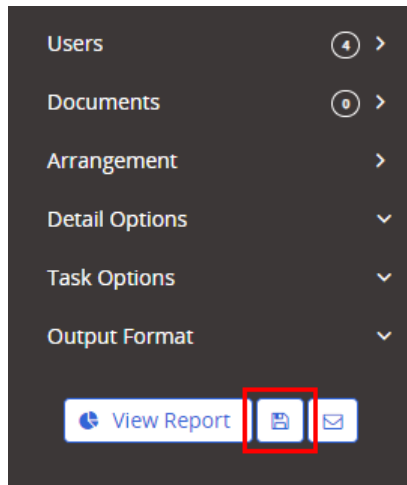 Users 4
Documents 0
Arrangement
Detail Options
Task Options
Output Format
View Report